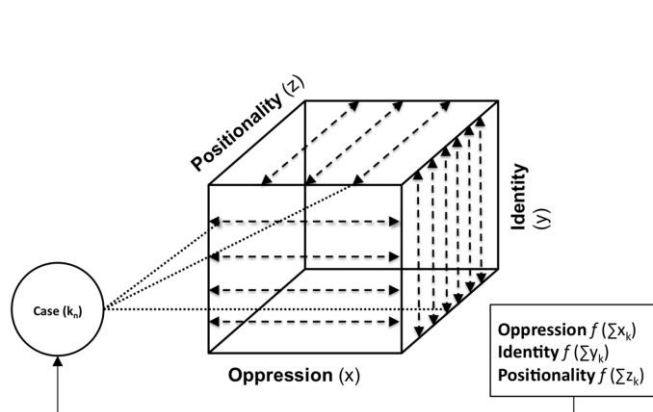 Positionality (z)
Identity
(y)
Case (kₙ)
Oppression (x)
Oppression f (∑xₖ)
Identity f (∑yₖ)
Positionality f (∑zₖ)